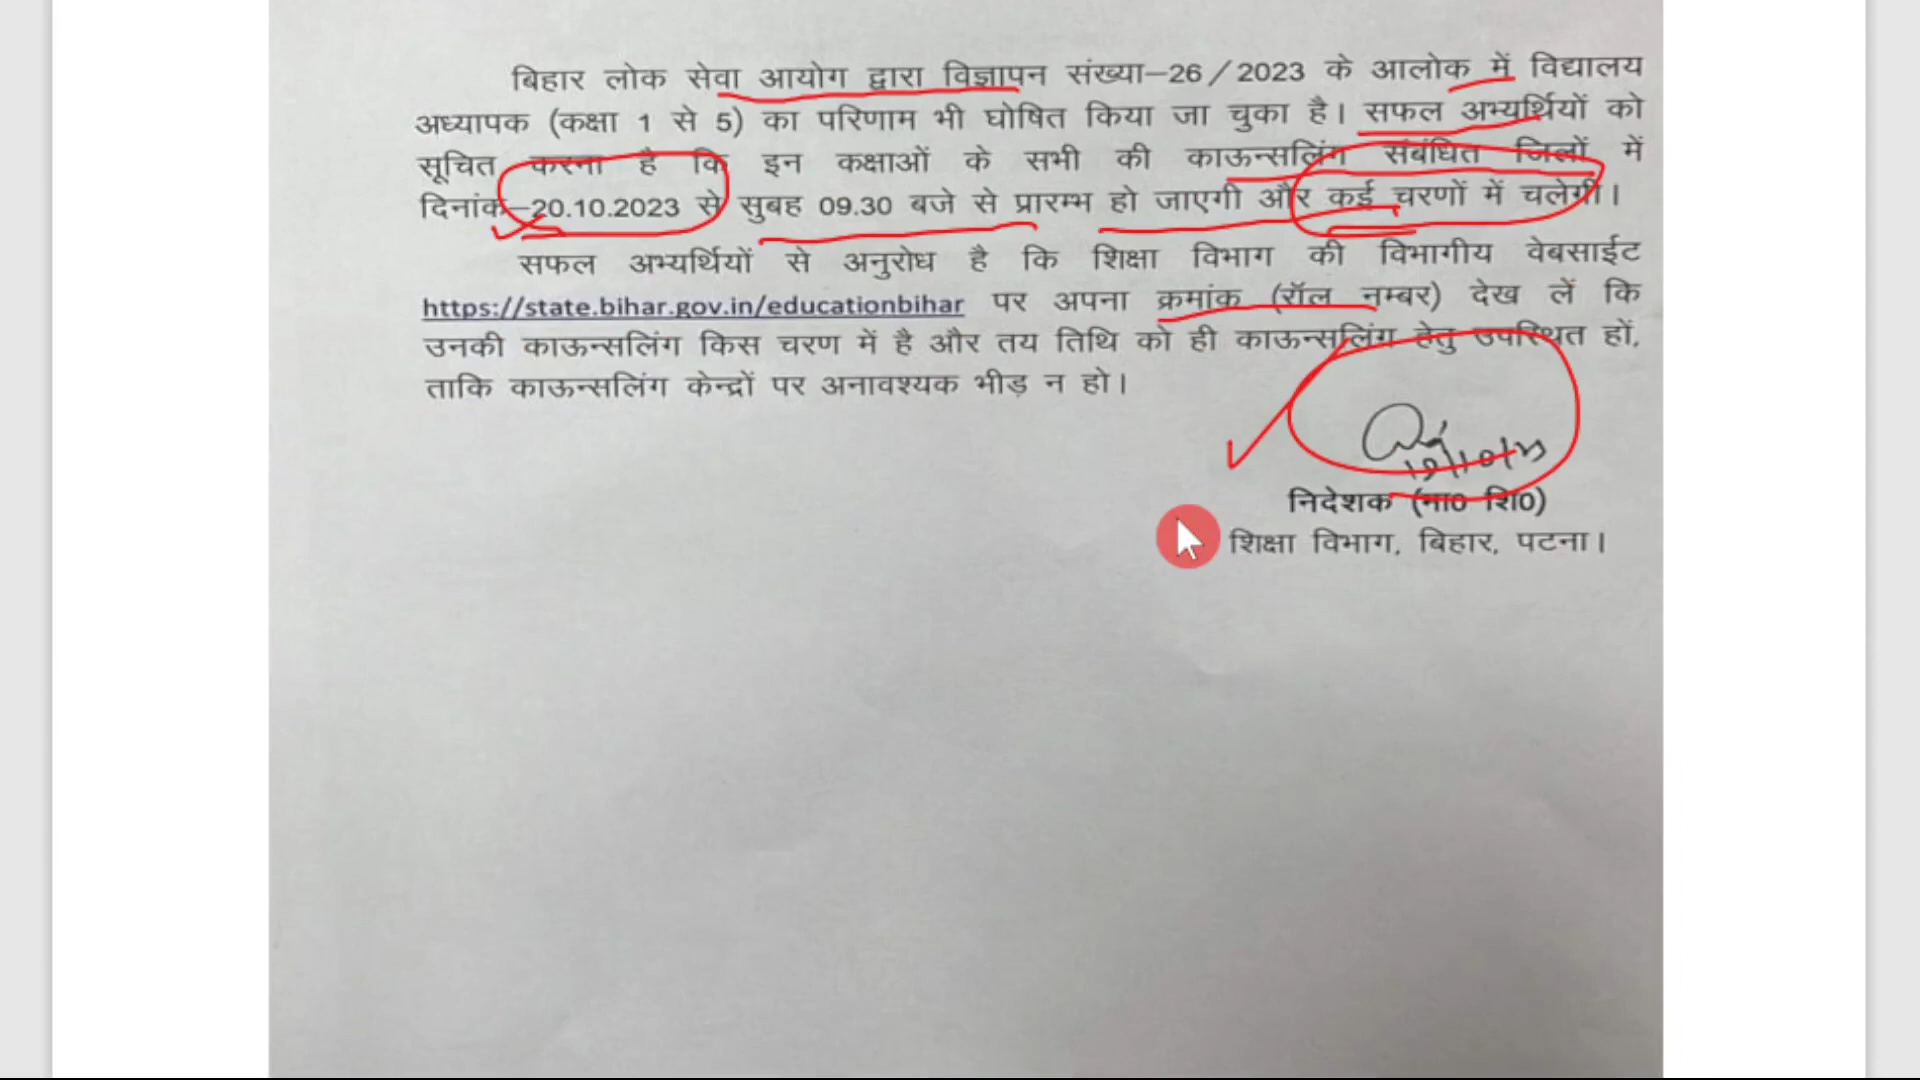 बिहार लोक सेवा आयोग द्वारा विज्ञापन संख्या–26/2023 के आलोक में विद्यालय
अध्यापक (कक्षा 1 से 5) का परिणाम भी घोषित किया जा चुका है। सफल अभ्यर्थियों को
सूचित करना है कि इन कक्षाओं के सभी की काऊन्सलिंग संबंधित जिलों में
दिनांक–20.10.2023 से सुबह 09.30 बजे से प्रारम्भ हो जाएगी और कई चरणों में चलेगी।
सफल अभ्यर्थियों से अनुरोध है कि शिक्षा विभाग की विभागीय वेबसाईट
https://state.bihar.gov.in/educationbihar पर अपना क्रमांक (रॉल नम्बर) देख लें कि
उनकी काऊन्सलिंग किस चरण में है और तय तिथि को ही काऊन्सलिंग हेतु उपस्थित हों,
ताकि काऊन्सलिंग केन्द्रों पर अनावश्यक भीड़ न हो।
निदेशक (मा0 शि0)
शिक्षा विभाग, बिहार, पटना।